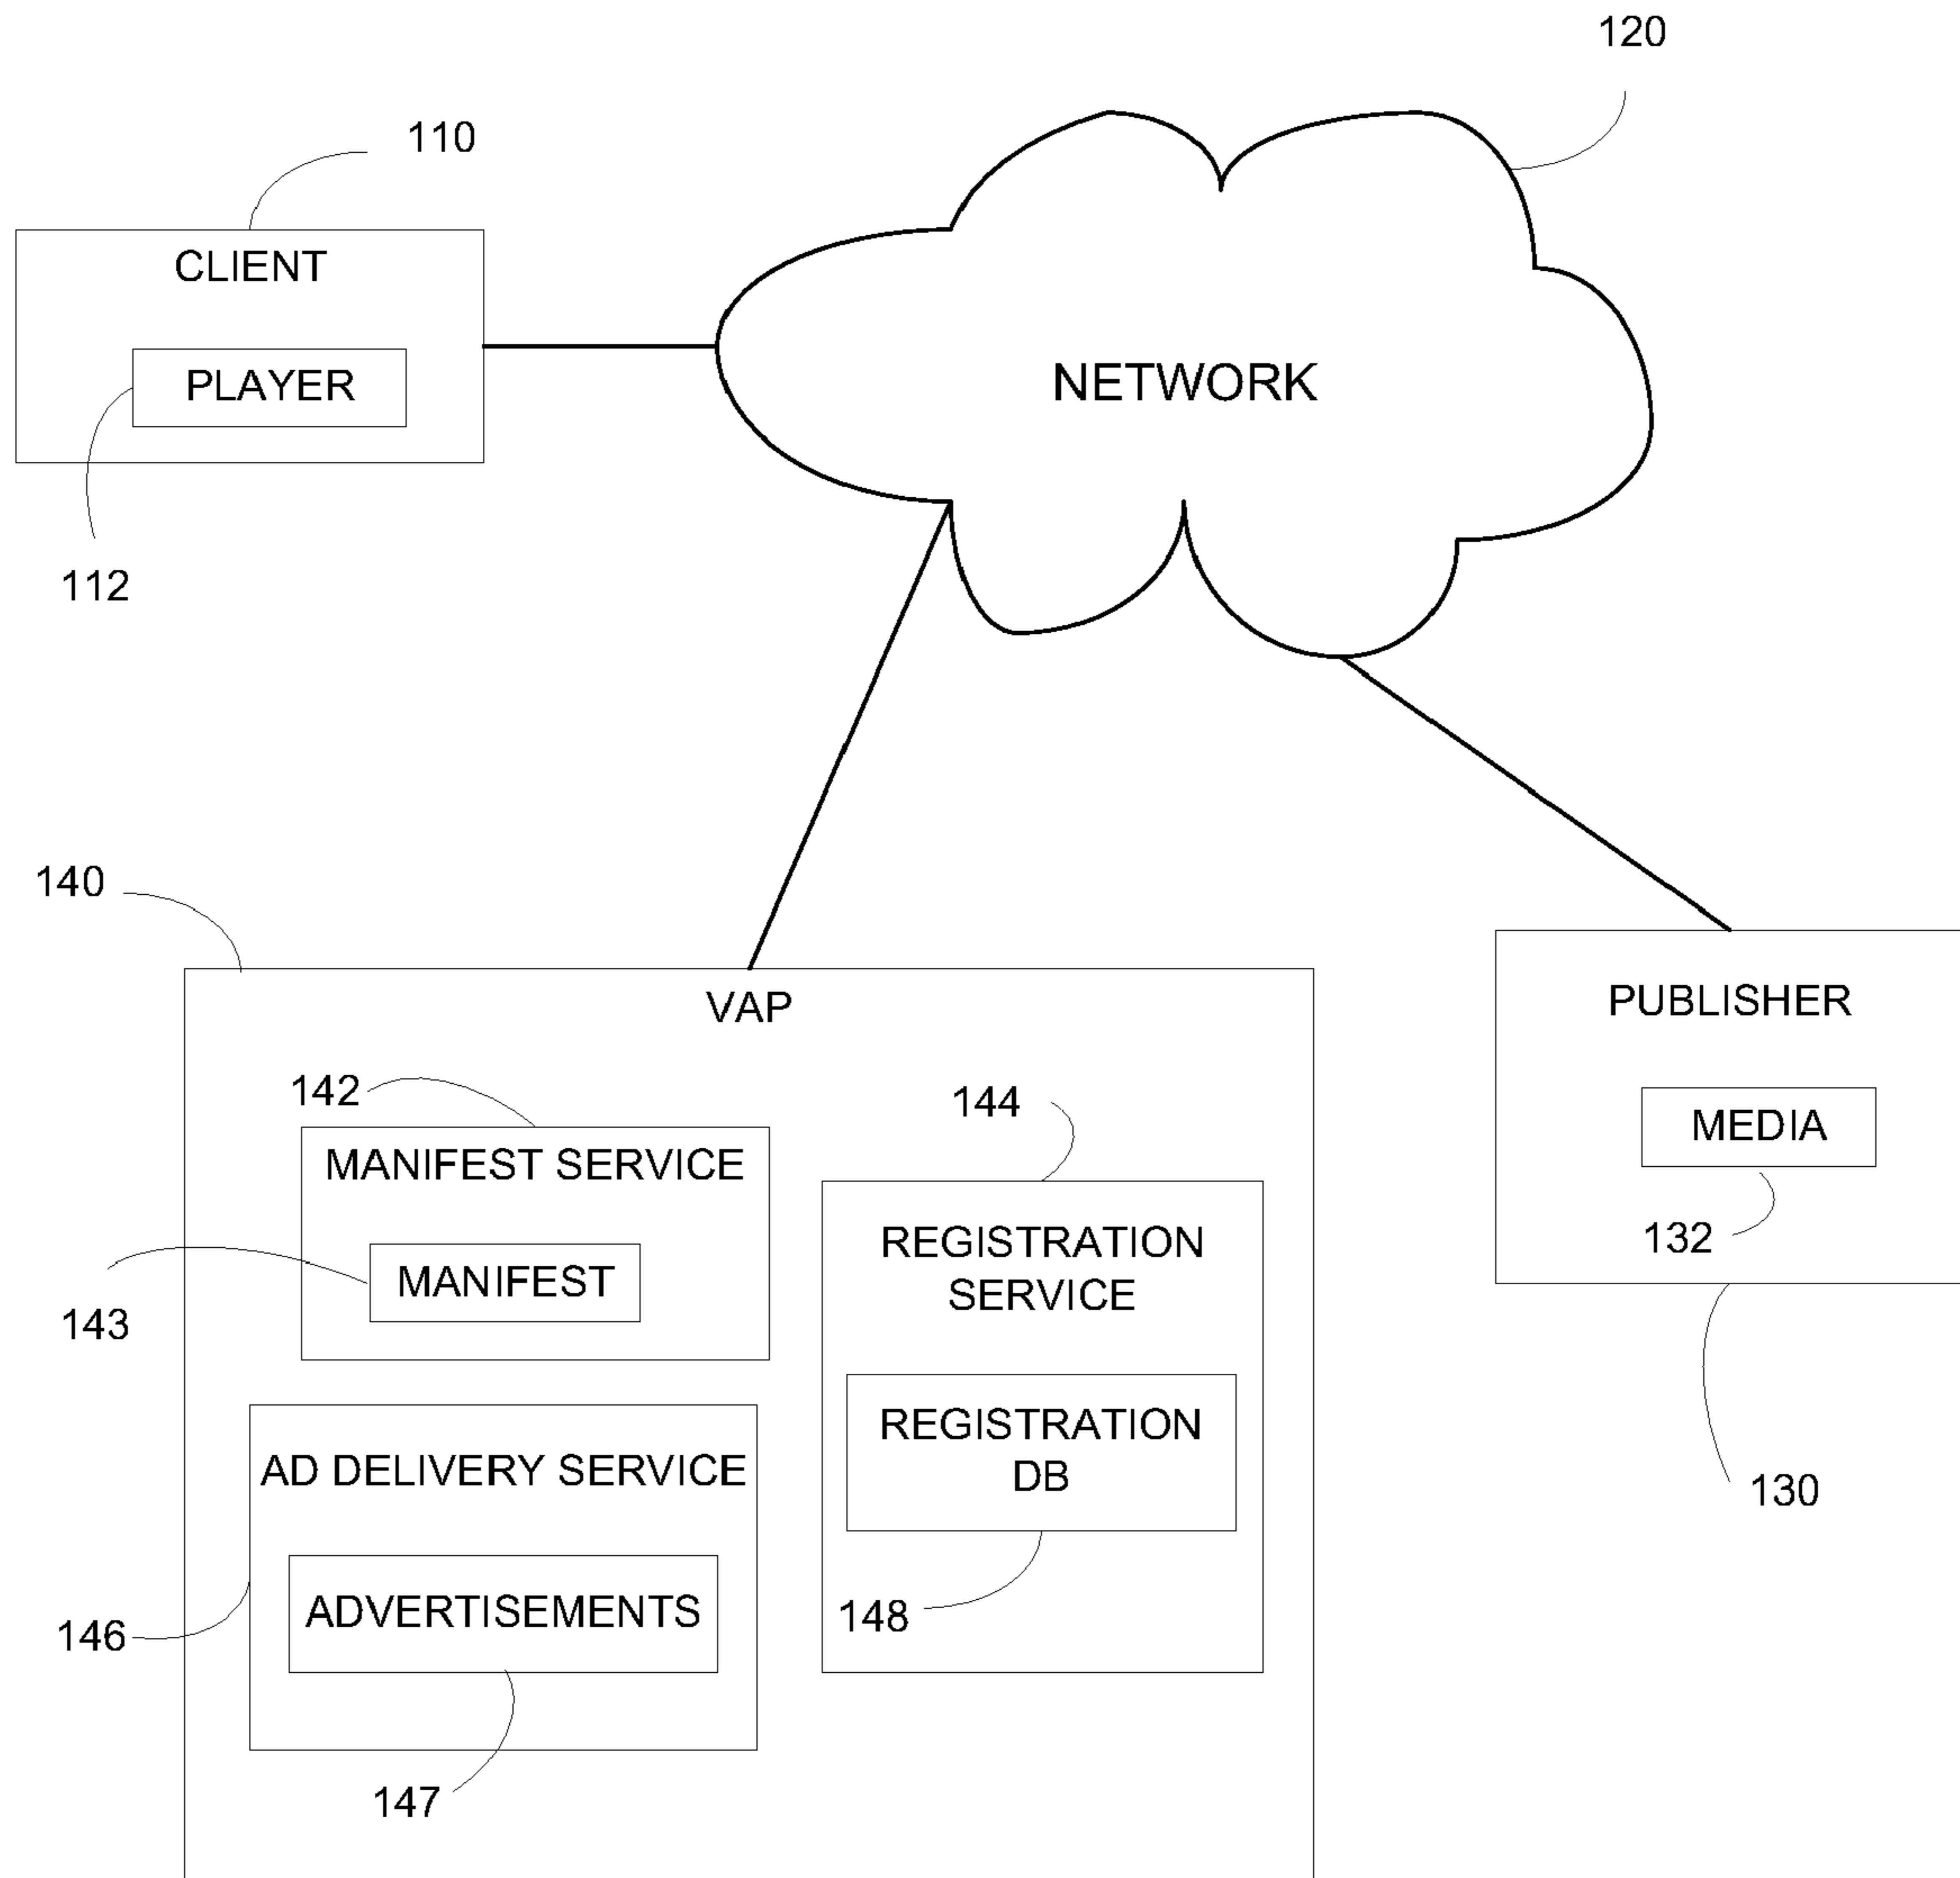 120
110
CLIENT
PLAYER
NETWORK
112
140
VAP
PUBLISHER
142
144
MEDIA
MANIFEST SERVICE
132
REGISTRATION
SERVICE
MANIFEST
143
REGISTRATION
DB
AD DELIVERY SERVICE
130
ADVERTISEMENTS
148
146
147